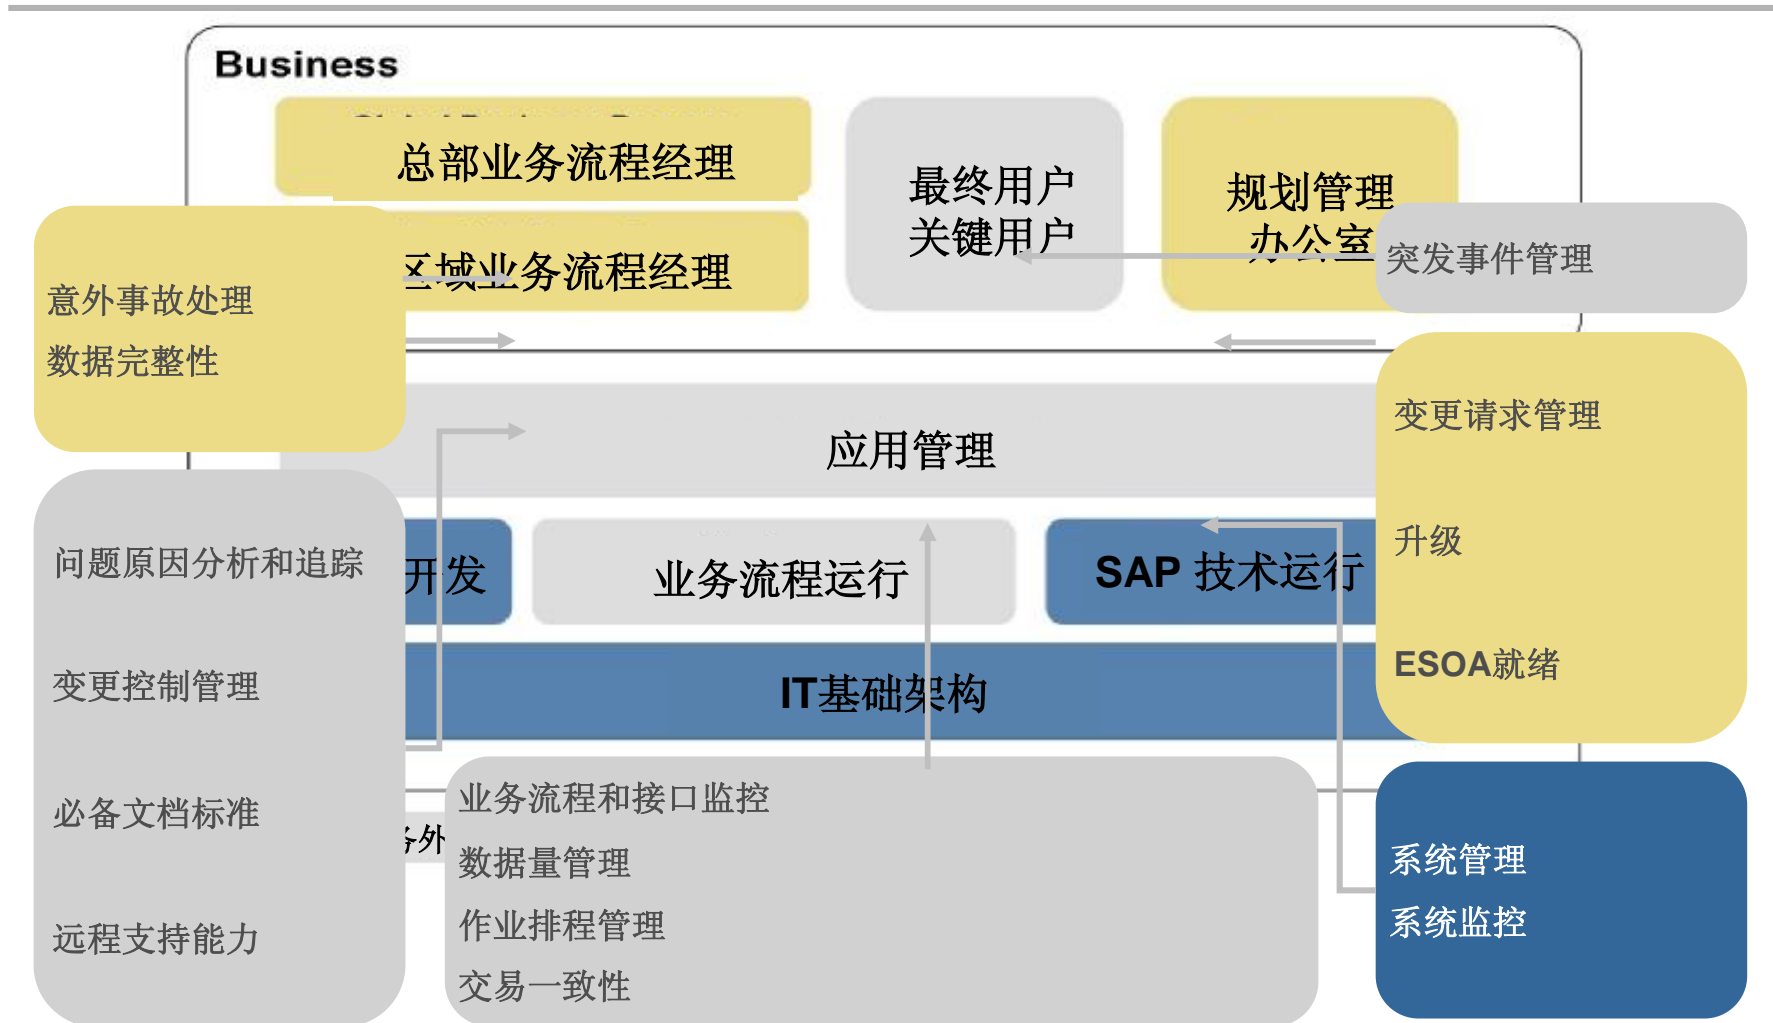 Business
总部业务流程经理
最终用户
关键用户
规划管理
办公室
区域业务流程经理
突发事件管理
意外事故处理
数据完整性
变更请求管理
应用管理
升级
问题原因分析和追踪
开发
业务流程运行
SAP 技术运行
ESOA就绪
变更控制管理
IT基础架构
必备文档标准
业务流程和接口监控
务外
数据量管理
系统管理
远程支持能力
作业排程管理
系统监控
交易一致性